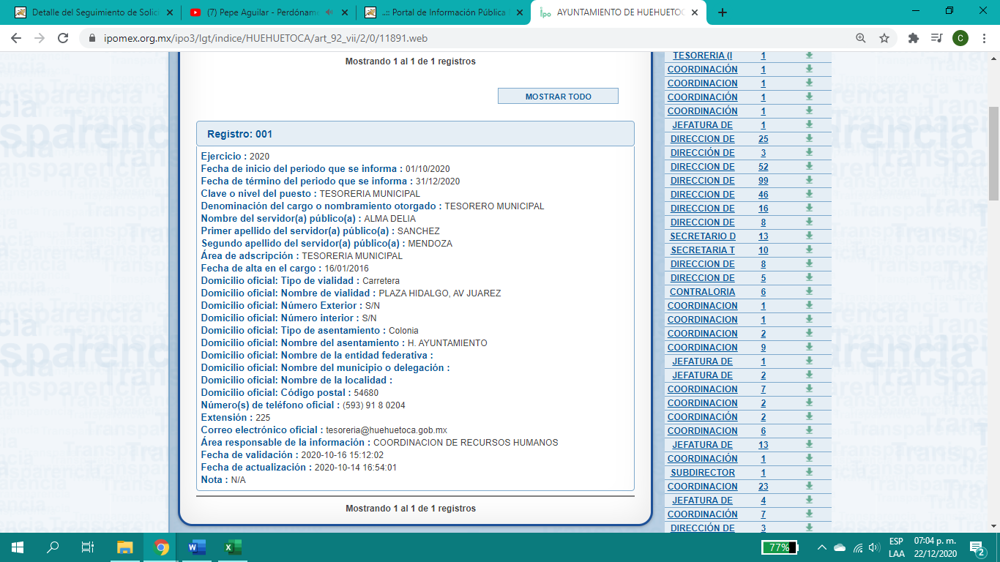 Detalle del Seguimiento de Solici
(7) Pepe Aguilar - Perdóname
..:: Portal de Información Pública
ipo AYUNTAMIENTO DE HUEHUETOC
ipomex.org.mx/ipo3/lgt/indice/HUEHUETOCA/art_92_vii/2/0/11891.web
C
Mostrando 1 al 1 de 1 registros
MOSTRAR TODO
Registro: 001
Ejercicio : 2020
Fecha de inicio del periodo que se informa : 01/10/2020
Fecha de término del periodo que se informa : 31/12/2020
Clave o nivel del puesto : TESORERIA MUNICIPAL
Denominación del cargo o nombramiento otorgado : TESORERO MUNICIPAL
Nombre del servidor(a) público(a) : ALMA DELIA
Primer apellido del servidor(a) público(a) : SANCHEZ
Segundo apellido del servidor(a) público(a) : MENDOZA
Área de adscripción : TESORERIA MUNICIPAL
Fecha de alta en el cargo : 16/01/2016
Domicilio oficial: Tipo de vialidad : Carretera
Domicilio oficial: Nombre de vialidad : PLAZA HIDALGO, AV JUAREZ
Domicilio oficial: Número Exterior : S/N
Domicilio oficial: Número interior : S/N
Domicilio oficial: Tipo de asentamiento : Colonia
Domicilio oficial: Nombre del asentamiento : H. AYUNTAMIENTO
Domicilio oficial: Nombre de la entidad federativa :
Domicilio oficial: Nombre del municipio o delegación :
Domicilio oficial: Nombre de la localidad :
Domicilio oficial: Código postal : 54680
Número(s) de teléfono oficial : (593) 91 8 0204
Extensión : 225
Correo electrónico oficial : tesoreria@huehuetoca.gob.mx
Área responsable de la información : COORDINACION DE RECURSOS HUMANOS
Fecha de validación : 2020-10-16 15:12:02
Fecha de actualización : 2020-10-14 16:54:01
Nota : N/A
Mostrando 1 al 1 de 1 registros
TESORERIA (I 1
COORDINACIÓN 1
COORDINACION 1
COORDINACIÓN 1
COORDINACIÓN 1
JEFATURA DE 1
DIRECCION DE 25
DIRECCIÓN DE 3
DIRECCION DE 52
DIRECCION DE 99
DIRECCION DE 46
DIRECCION DE 16
DIRECCION DE 8
SECRETARIO D 13
SECRETARIA T 10
DIRECCION DE 8
DIRECCION DE 5
CONTRALORIA 6
COORDINACION 1
COORDINACION 1
COORDINACION 2
COORDINACION 9
JEFATURA DE 1
JEFATURA DE 2
COORDINACION 7
COORDINACION 2
COORDINACIÓN 2
COORDINACION 6
JEFATURA DE 13
COORDINACIÓN 1
SUBDIRECTOR 1
COORDINACION 23
JEFATURA DE 4
COORDINACIÓN 7
DIRECCIÓN DE 3
77%
ESP
LAA
07:04 p. m.
22/12/2020
2